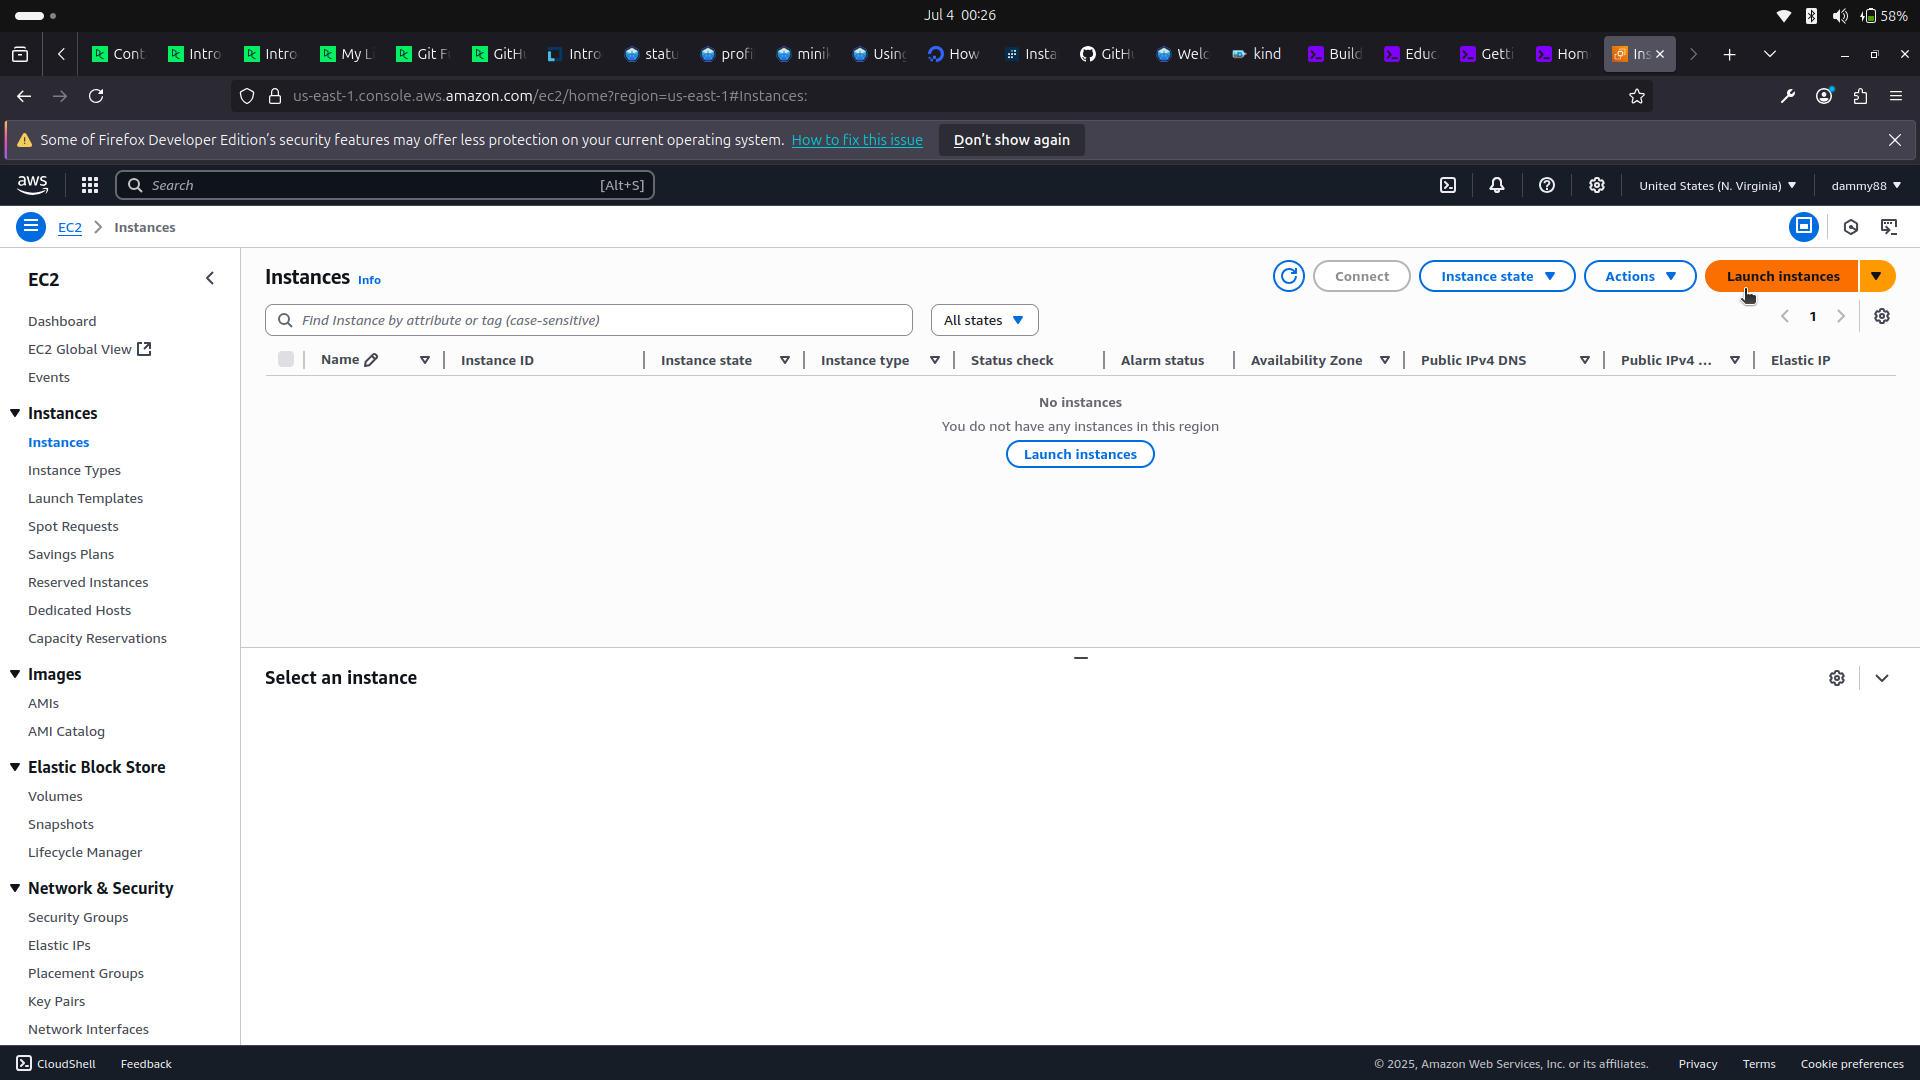 Jul 4 00:26
58%
Cont
Intro
Intro
My Li
Git F
GitH
Intro
statu
profi
minik
Using
How
Insta
GitH
Welc
kind
Build
Educ
Getti
Hom
Ins
us-east-1.console.aws.amazon.com/ec2/home?region=us-east-1#Instances:
Some of Firefox Developer Edition's security features may offer less protection on your current operating system. How to fix this issue
Don't show again
aws
Search [Alt+S]
United States (N. Virginia)
dammy88
EC2 Instances
EC2
Dashboard
EC2 Global View
Events
Instances
Instances
Instance Types
Launch Templates
Spot Requests
Savings Plans
Reserved Instances
Dedicated Hosts
Capacity Reservations
Images
AMIs
AMI Catalog
Elastic Block Store
Volumes
Snapshots
Lifecycle Manager
Network & Security
Security Groups
Elastic IPs
Placement Groups
Key Pairs
Network Interfaces
Instances Info
Connect
Instance state
Actions
Launch instances
Find Instance by attribute or tag (case-sensitive)
All states
1
Name
Instance ID
Instance state
Instance type
Status check
Alarm status
Availability Zone
Public IPv4 DNS
Public IPv4 ...
Elastic IP
No instances
You do not have any instances in this region
Launch instances
Select an instance
CloudShell
Feedback
© 2025, Amazon Web Services, Inc. or its affiliates.
Privacy
Terms
Cookie preferences